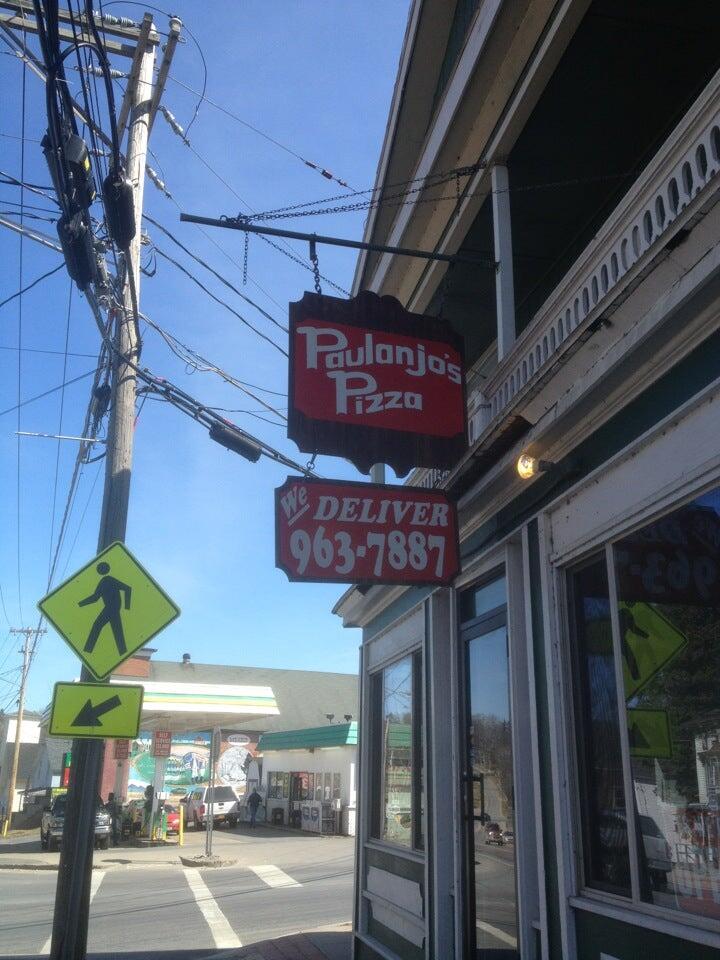 Paulanjo's
Pizza
We DELIVER
963-7887